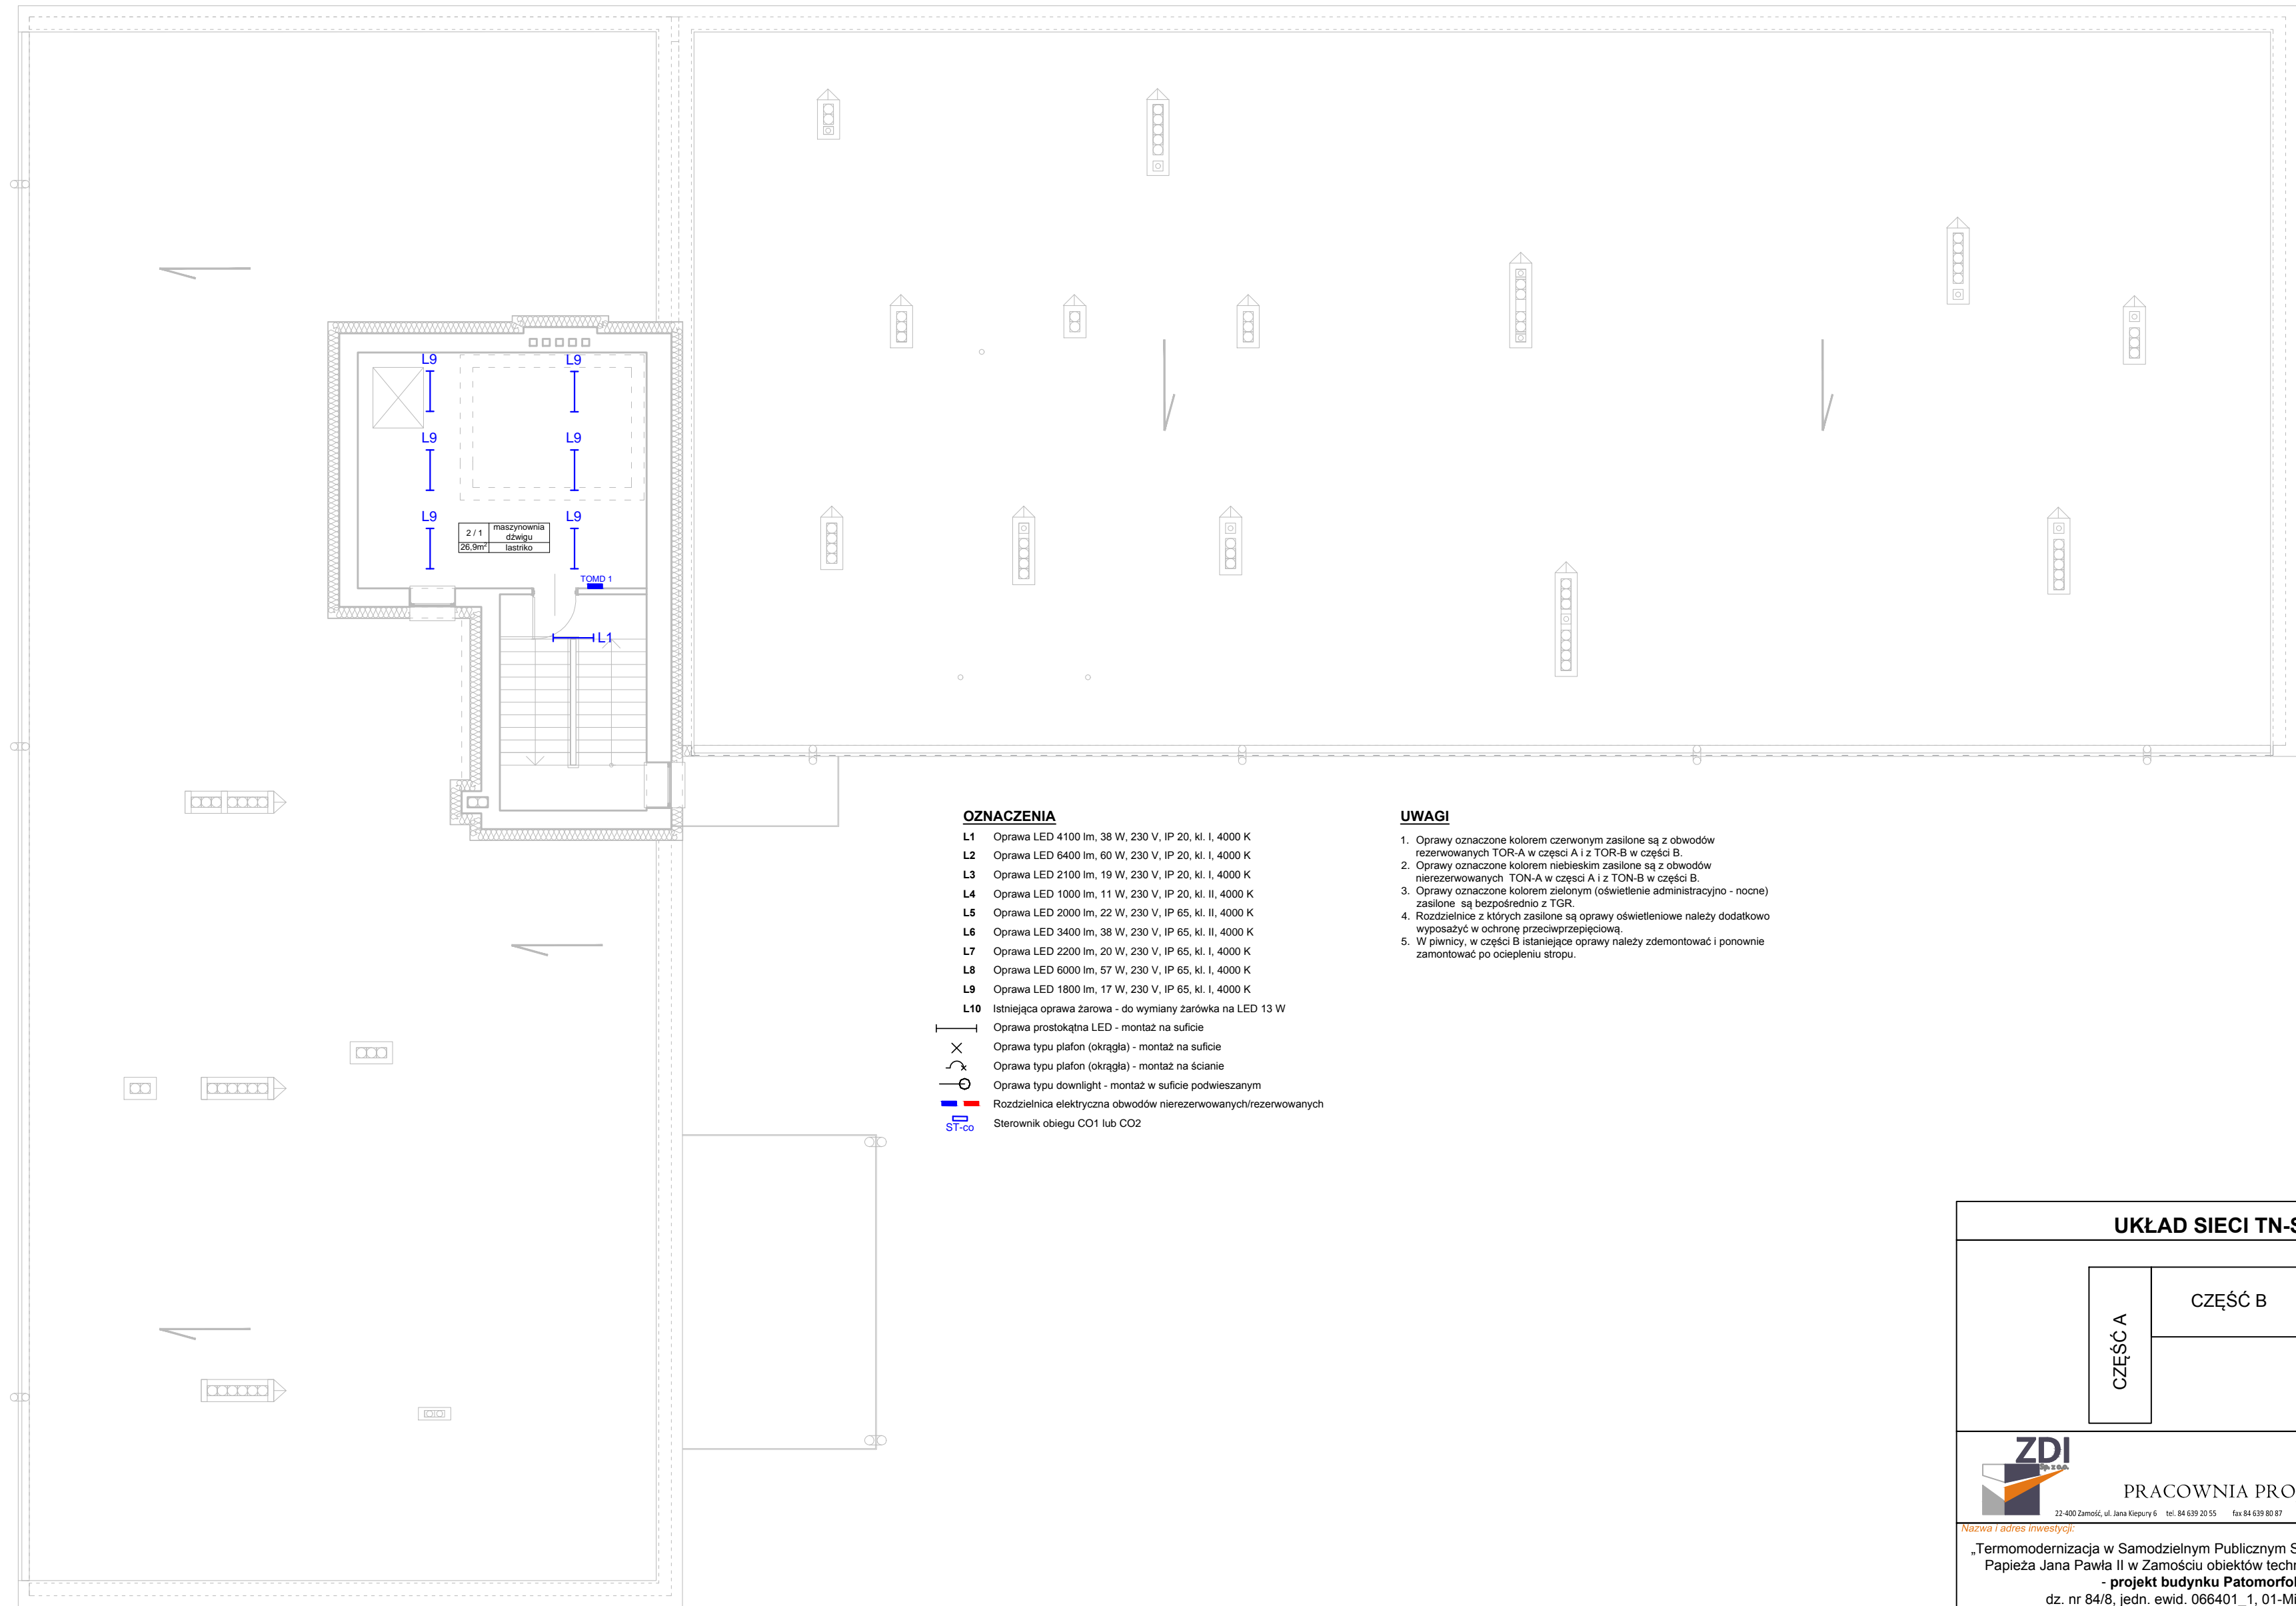 L9 L9
L9 L9
L9 L9
2 / 1 maszynownia dźwigu
26,9m² lastriko
TOMD 1
L1
OZNACZENIA
L1 Oprawa LED 4100 lm, 38 W, 230 V, IP 20, kl. I, 4000 K
L2 Oprawa LED 6400 lm, 60 W, 230 V, IP 20, kl. I, 4000 K
L3 Oprawa LED 2100 lm, 19 W, 230 V, IP 20, kl. I, 4000 K
L4 Oprawa LED 1000 lm, 11 W, 230 V, IP 20, kl. II, 4000 K
L5 Oprawa LED 2000 lm, 22 W, 230 V, IP 65, kl. II, 4000 K
L6 Oprawa LED 3400 lm, 38 W, 230 V, IP 65, kl. II, 4000 K
L7 Oprawa LED 2200 lm, 20 W, 230 V, IP 65, kl. I, 4000 K
L8 Oprawa LED 6000 lm, 57 W, 230 V, IP 65, kl. I, 4000 K
L9 Oprawa LED 1800 lm, 17 W, 230 V, IP 65, kl. I, 4000 K
L10 Istniejąca oprawa żarowa - do wymiany żarówka na LED 13 W
Oprawa prostokątna LED - montaż na suficie
Oprawa typu plafon (okrągła) - montaż na suficie
Oprawa typu plafon (okrągła) - montaż na ścianie
Oprawa typu downlight - montaż w suficie podwieszanym
Rozdzielnica elektryczna obwodów nierezerwowanych/rezerwowanych
ST-co Sterownik obiegu CO1 lub CO2
UWAGI
1. Oprawy oznaczone kolorem czerwonym zasilone są z obwodów
rezerwowanych TOR-A w częsci A i z TOR-B w części B.
2. Oprawy oznaczone kolorem niebieskim zasilone są z obwodów
nierezerwowanych TON-A w częsci A i z TON-B w części B.
3. Oprawy oznaczone kolorem zielonym (oświetlenie administracyjno - nocne)
zasilone są bezpośrednio z TGR.
4. Rozdzielnice z których zasilone są oprawy oświetleniowe należy dodatkowo
wyposażyć w ochronę przeciwprzepięciową.
5. W piwnicy, w części B istaniejące oprawy należy zdemontować i ponownie
zamontować po ociepleniu stropu.
UKŁAD SIECI TN-S
CZĘŚĆ A
CZĘŚĆ B
ZDI
Sp. z o.o.
PRACOWNIA PRO
22-400 Zamość, ul. Jana Kiepury 6 tel. 84 639 20 55 fax 84 639 80 87
Nazwa i adres inwestycji:
„Termomodernizacja w Samodzielnym Publicznym S
Papieża Jana Pawła II w Zamościu obiektów techn
- projekt budynku Patomorfol
dz. nr 84/8, jedn. ewid. 066401_1, 01-Mi